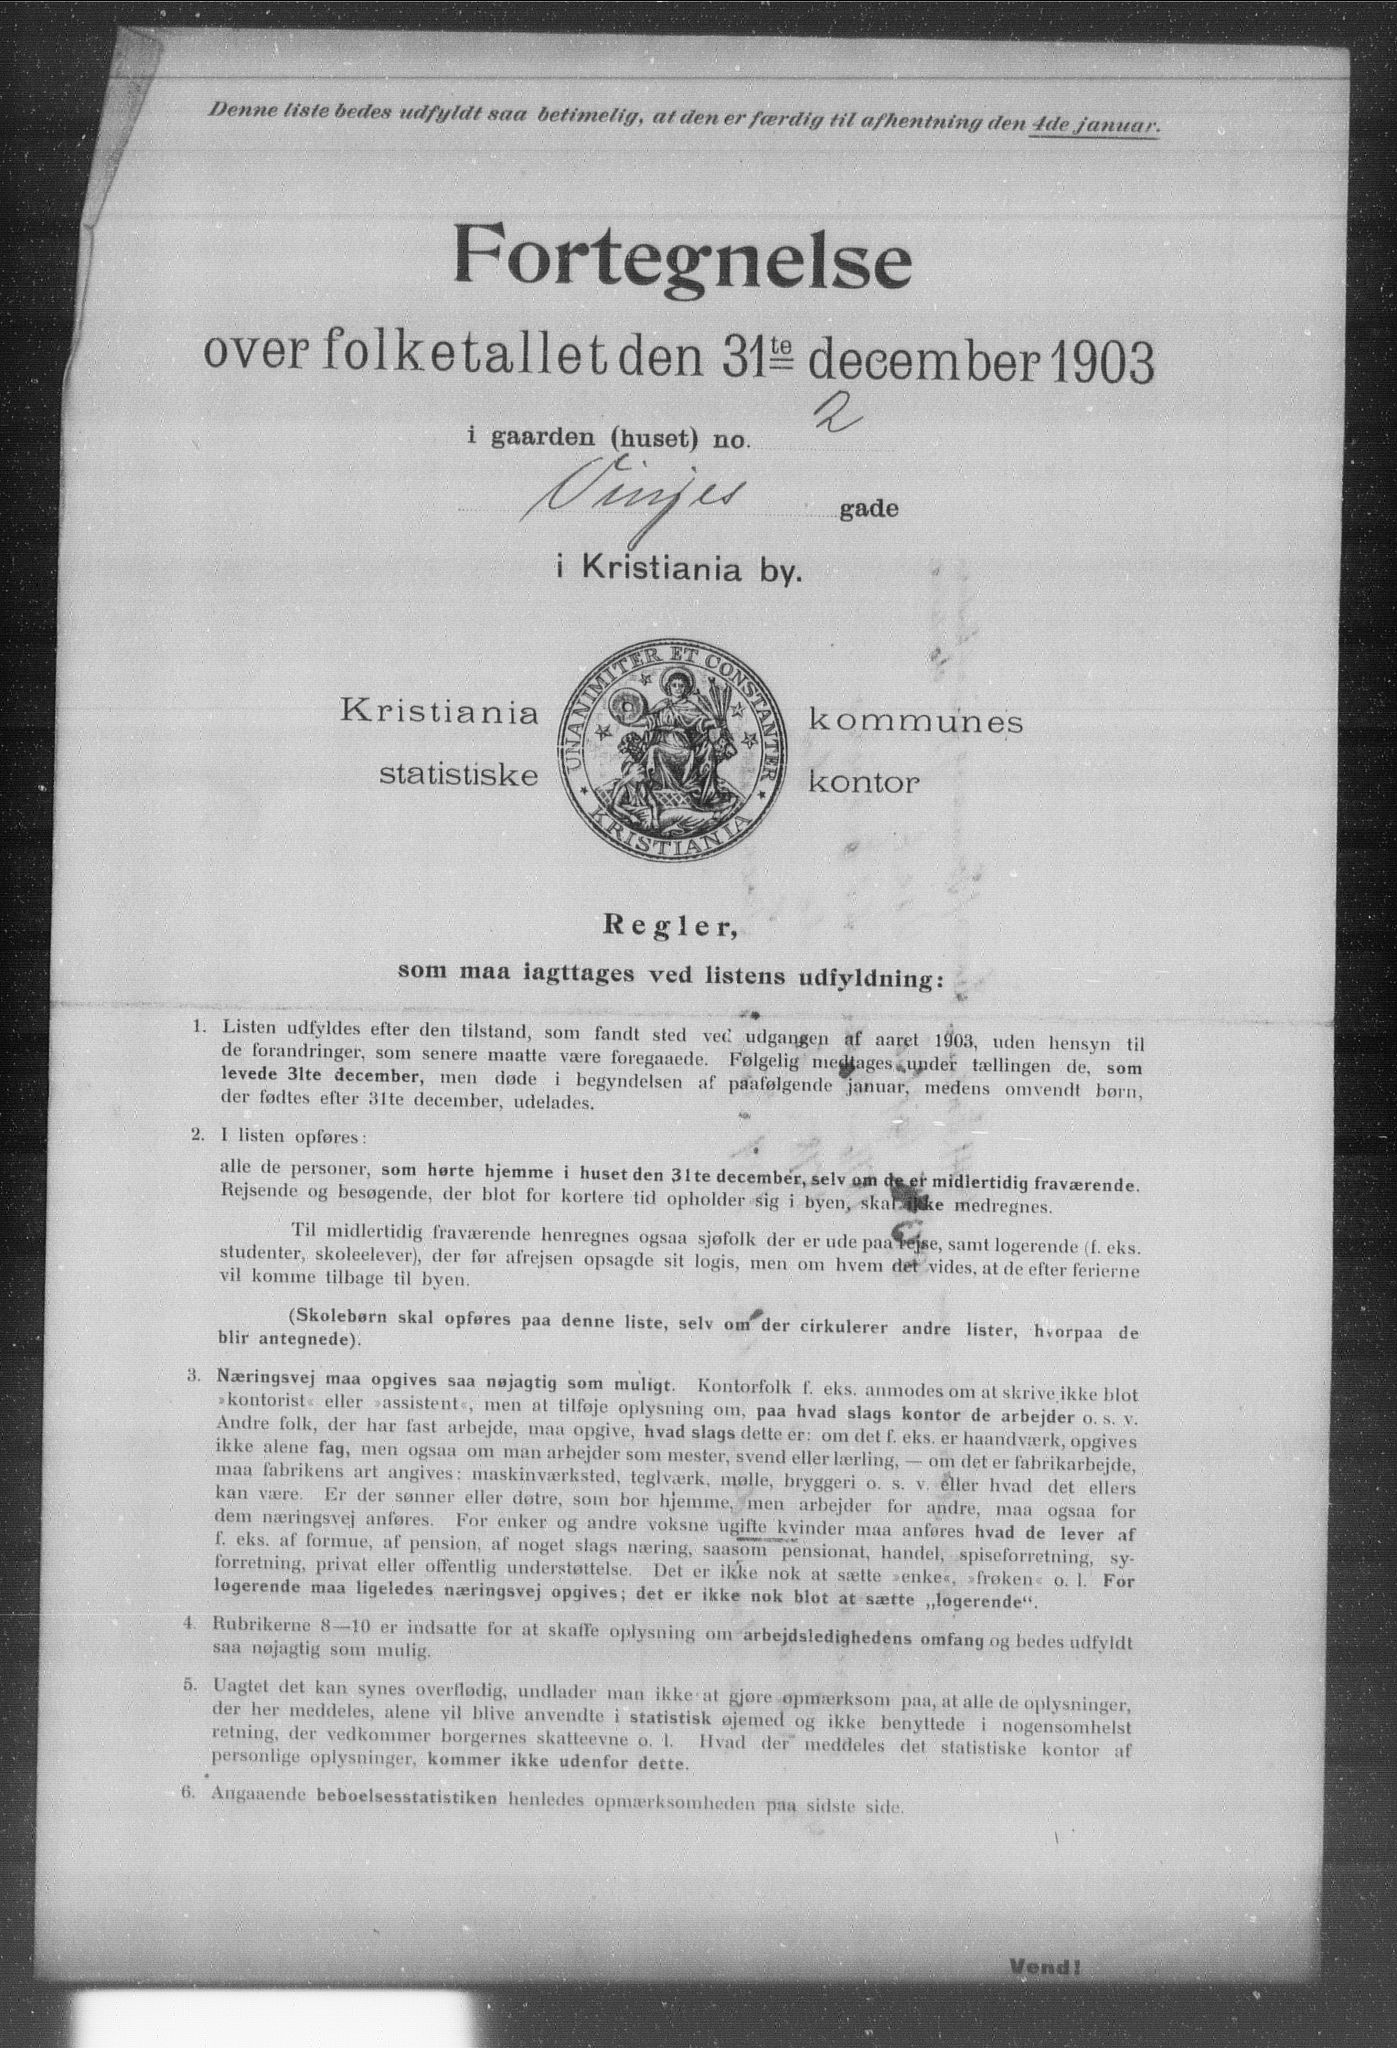 Denne liste bedes udfyldt saa betimelig, at den er færdig til afhentning den 4de januar.
Fortegnelse
over folketallet den 31te december 1903
i gaarden (huset) no. 2
Vinjes gade
i Kristiania by.
Kristiania kommunes
statistiske kontor
UNANIMITER ET CONSTANTER
KRISTIANIA
Regler,
som maa iagttages ved listens udfyldning:
1. Listen udfyldes efter den tilstand, som fandt sted ved udgangen af aaret 1903, uden hensyn til
de forandringer, som senere maatte være foregaaede. Følgelig medtages under tællingen de, som
levede 31te december, men døde i begyndelsen af paafølgende januar, medens omvendt børn,
der fødtes efter 31te december, udelades.
2. I listen opføres:
alle de personer, som hørte hjemme i huset den 31te december, selv om de er midlertidig fraværende.
Rejsende og besøgende, der blot for kortere tid opholder sig i byen, skal ikke medregnes.
Til midlertidig fraværende henregnes ogsaa sjøfolk der er ude paa rejse, samt logerende (f. eks.
studenter, skoleelever), der før afrejsen opsagde sit logis, men om hvem det vides, at de efter ferierne
vil komme tilbage til byen.
(Skolebørn skal opføres paa denne liste, selv om der cirkulerer andre lister, hvorpaa de
blir antegnede).
3. Næringsvej maa opgives saa nøjagtig som muligt. Kontorfolk f. eks. anmodes om at skrive ikke blot
»kontorist« eller »assistent«, men at tilføje oplysning om, paa hvad slags kontor de arbejder o. s. v.
Andre folk, der har fast arbejde, maa opgive, hvad slags dette er: om det f. eks. er haandværk, opgives
ikke alene fag, men ogsaa om man arbejder som mester, svend eller lærling, — om det er fabrikarbejde,
maa fabrikens art angives: maskinværksted, teglværk, mølle, bryggeri o. s. v. eller hvad det ellers
kan være. Er der sønner eller døtre, som bor hjemme, men arbejder for andre, maa ogsaa for
dem næringsvej anføres. For enker og andre voksne ugifte kvinder maa anføres hvad de lever af
f. eks. af formue, af pension, af noget slags næring, saasom pensionat, handel, spiseforretning, sy-
forretning, privat eller offentlig understøttelse. Det er ikke nok at sætte »enke«, »frøken« o. l. For
logerende maa ligeledes næringsvej opgives; det er ikke nok blot at sætte „logerende“.
4. Rubrikerne 8—10 er indsatte for at skaffe oplysning om arbejdsledighedens omfang og bedes udfyldt
saa nøjagtig som mulig.
5. Uagtet det kan synes overflødig, undlader man ikke at gjøre opmærksom paa, at alle de oplysninger,
der her meddeles, alene vil blive anvendte i statistisk øjemed og ikke benyttede i nogensomhelst
retning, der vedkommer borgernes skatteevne o. l. Hvad der meddeles det statistiske kontor af
personlige oplysninger, kommer ikke udenfor dette.
6. Angaaende beboelsesstatistiken henledes opmærksomheden paa sidste side.
Vend!